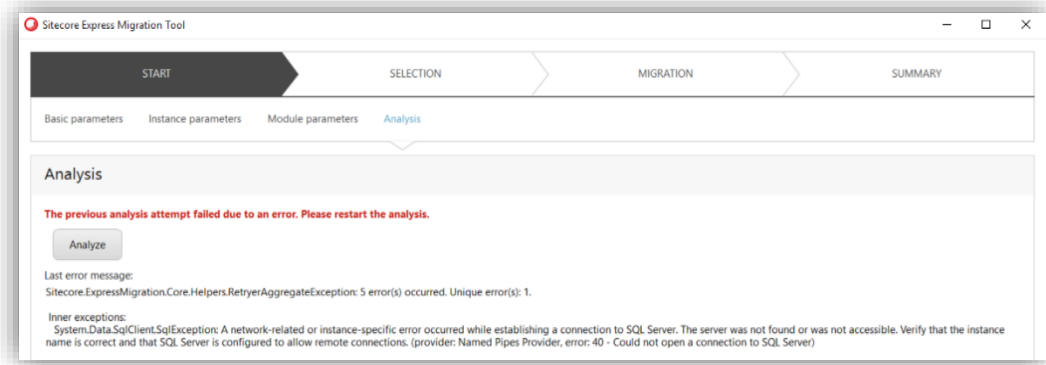 Sitecore Express Migration Tool
START SELECTION MIGRATION SUMMARY
Basic parameters Instance parameters Module parameters Analysis
Analysis
The previous analysis attempt failed due to an error. Please restart the analysis.
Analyze
Last error message:
Sitecore.ExpressMigration.Core.Helpers.RetryerAggregateException: 5 error(s) occurred. Unique error(s): 1.
Inner exceptions:
System.Data.SqlClient.SqlException: A network-related or instance-specific error occurred while establishing a connection to SQL Server. The server was not found or was not accessible. Verify that the instance
name is correct and that SQL Server is configured to allow remote connections. (provider: Named Pipes Provider, error: 40 - Could not open a connection to SQL Server)